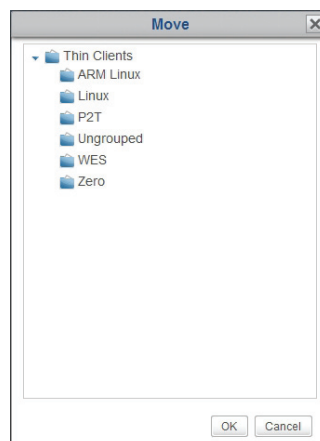 Move
Thin Clients
ARM Linux
Linux
P2T
Ungrouped
WES
Zero
OK Cancel